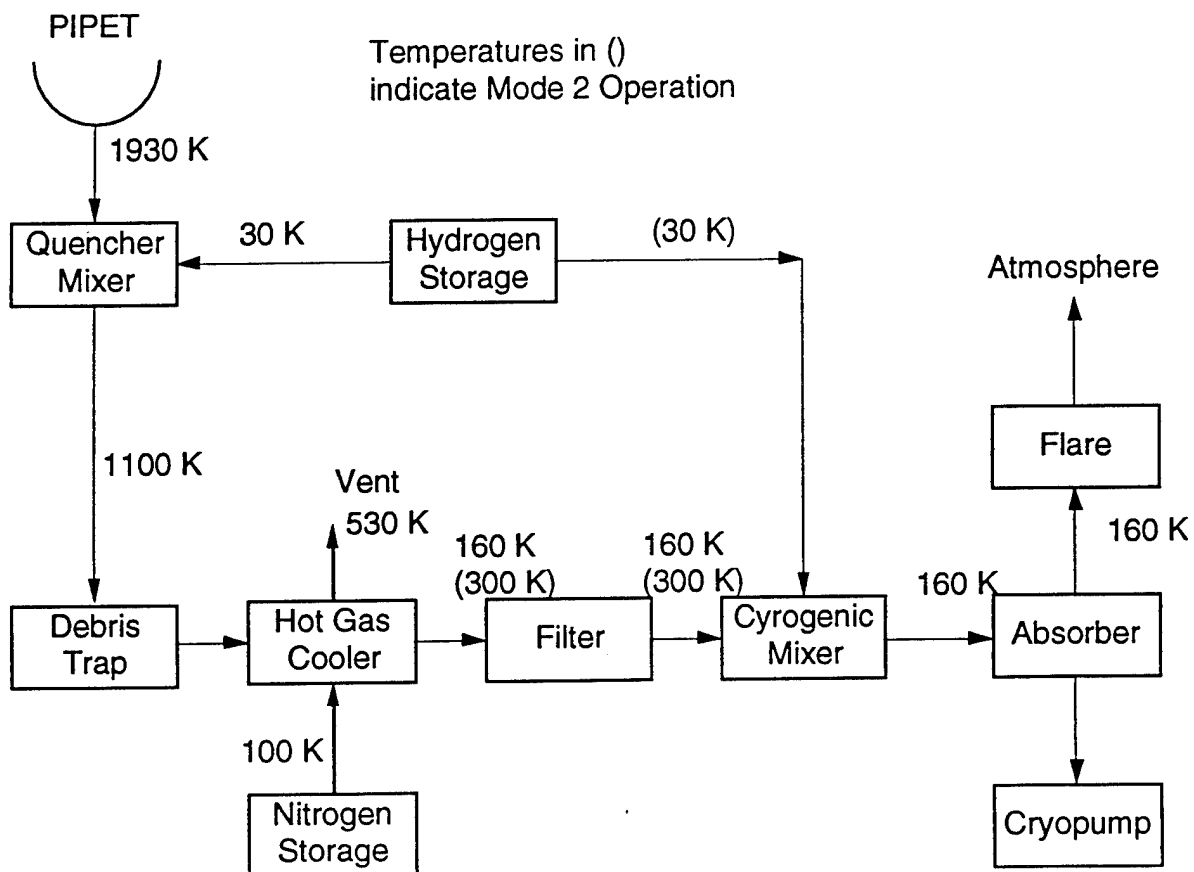 PIPET
Temperatures in ()
indicate Mode 2 Operation
1930 K
Quencher
Mixer
30 K
Hydrogen
Storage
(30 K)
Atmosphere
Flare
1100 K
Vent
530 K
160 K
(300 K)
160 K
(300 K)
160 K
160 K
Debris
Trap
Hot Gas
Cooler
Filter
Cyrogenic
Mixer
Absorber
100 K
Nitrogen
Storage
Cryopump